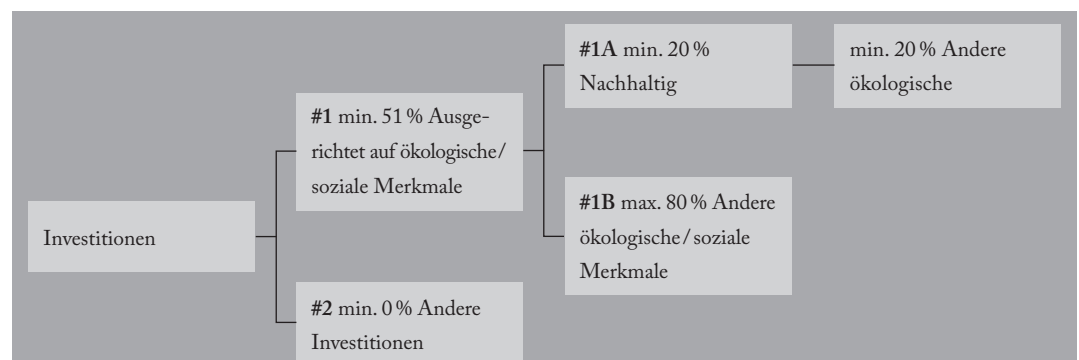 #1A min. 20 %
Nachhaltig
min. 20 % Andere
ökologische
#1 min. 51 % Ausge-
richtet auf ökologische/
soziale Merkmale
#1B max. 80 % Andere
ökologische/soziale
Merkmale
Investitionen
#2 min. 0 % Andere
Investitionen